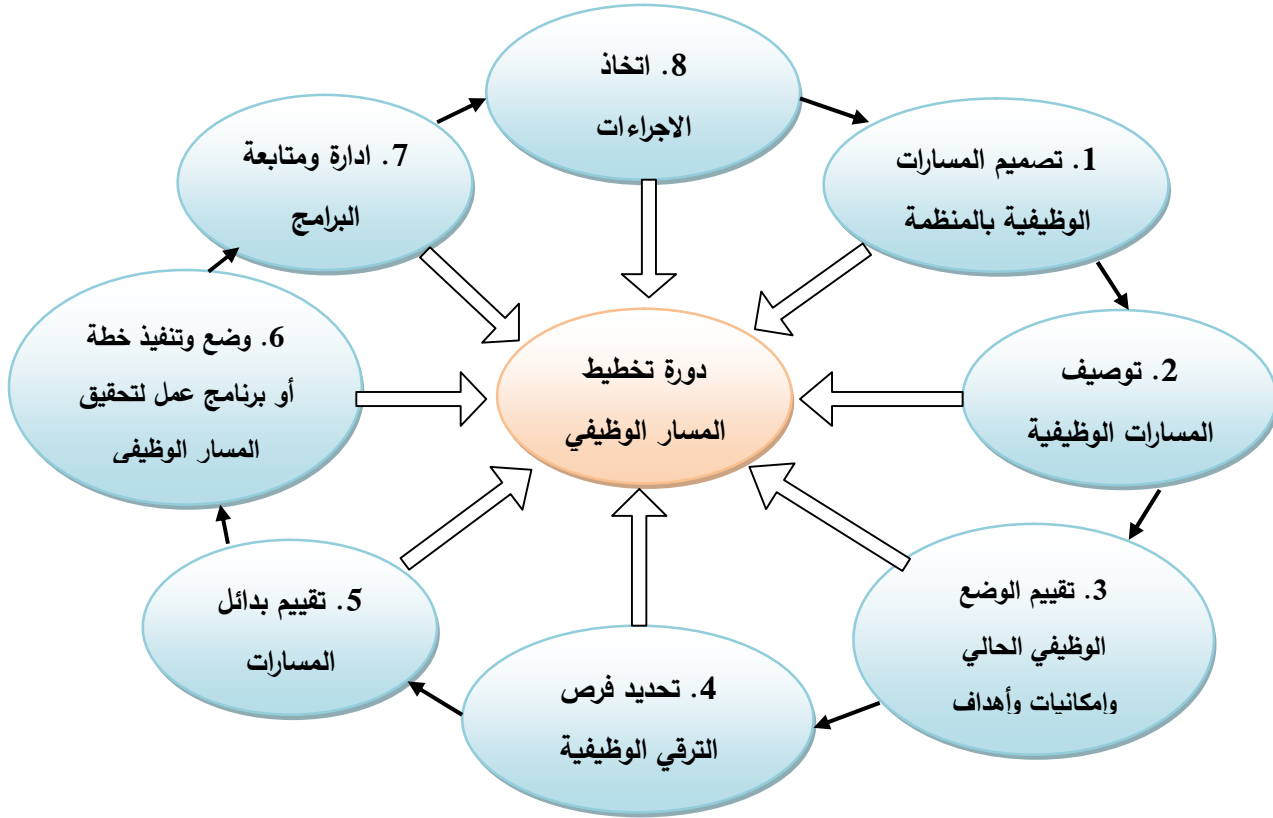 8. اتخاذ
الاجراءات
1. تصميم المسارات
الوظيفية بالمنظمة
2. توصيف
المسارات الوظيفية
3. تقييم الوضع
الوظيفي الحالي
وإمكانيات وأهداف
4. تحديد فرص
الترقي الوظيفية
5. تقييم بدائل
المسارات
6. وضع وتنفيذ خطة
أو برنامج عمل لتحقيق
المسار الوظيفي
7. ادارة ومتابعة
البرامج
دورة تخطيط
المسار الوظيفي